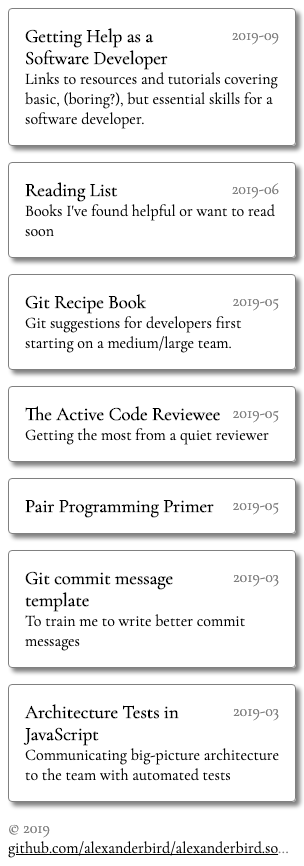 Getting Help as a 2019-09
Software Developer
Links to resources and tutorials covering
basic, (boring?), but essential skills for a
software developer.
Reading List 2019-06
Books I've found helpful or want to read
soon
Git Recipe Book 2019-05
Git suggestions for developers first
starting on a medium/large team.
The Active Code Reviewee 2019-05
Getting the most from a quiet reviewer
Pair Programming Primer 2019-05
Git commit message 2019-03
template
To train me to write better commit
messages
Architecture Tests in 2019-03
JavaScript
Communicating big-picture architecture
to the team with automated tests
© 2019
github.com/alexanderbird/alexanderbird.so...